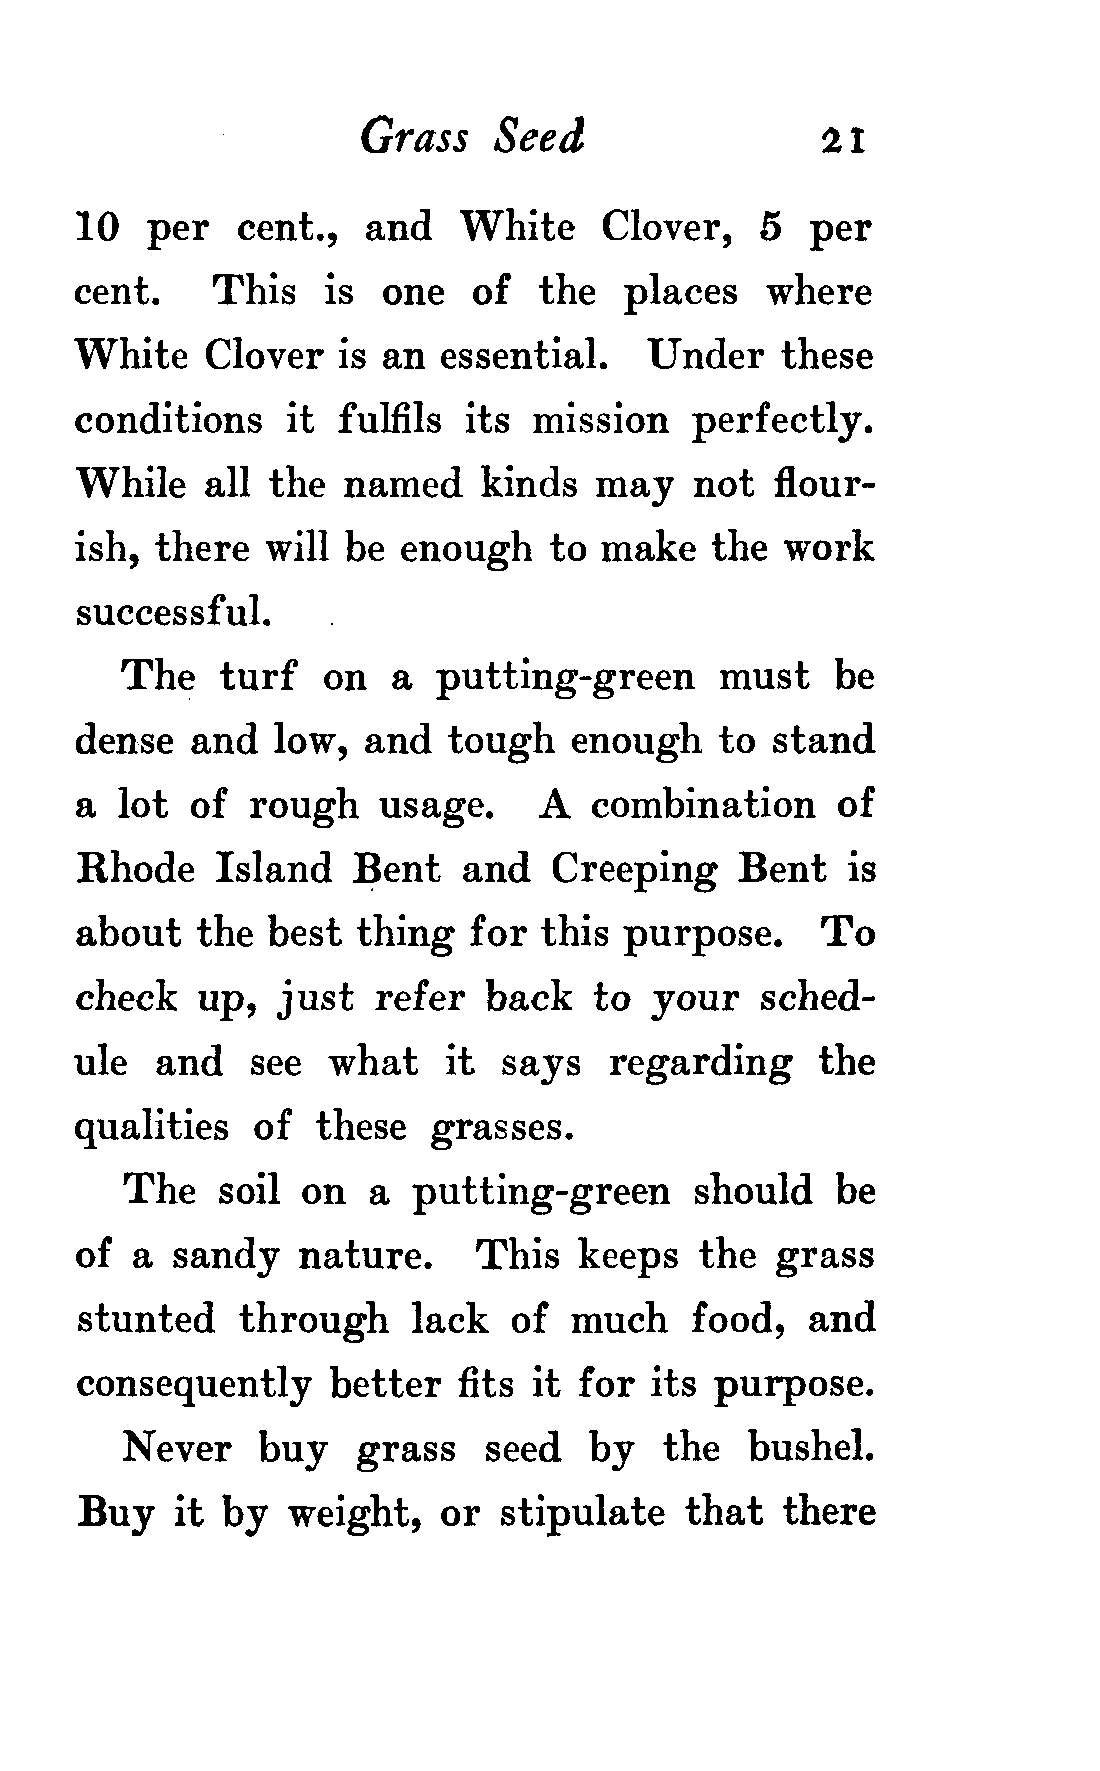 Grass Seed 21
10 per cent., and White Clover, 5 per
cent. This is one of the places where
White Clover is an essential. Under these
conditions it fulfils its mission perfectly.
While all the named kinds may not flour-
ish, there will be enough to make the work
successful.
The turf on a putting-green must be
dense and low, and tough enough to stand
a lot of rough usage. A combination of
Rhode Island Bent and Creeping Bent is
about the best thing for this purpose. To
check up, just refer back to your sched-
ule and see what it says regarding the
qualities of these grasses.
The soil on a putting-green should be
of a sandy nature. This keeps the grass
stunted through lack of much food, and
consequently better fits it for its purpose.
Never buy grass seed by the bushel.
Buy it by weight, or stipulate that there